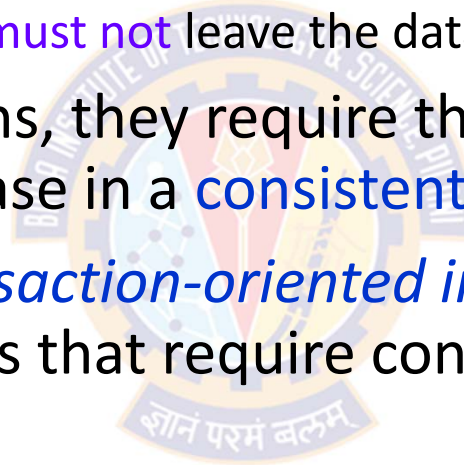 must not leave the dat
ns, they require th
ase in a consistent
saction-oriented in
s that require con
ज्ञानं परमं बलम्